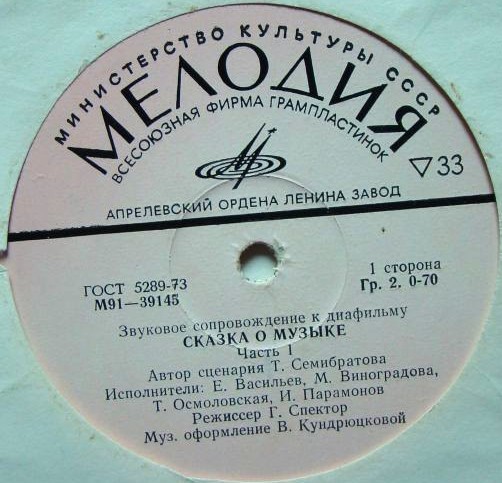 МИНИСТЕРСТВО КУЛЬТУРЫ СССР
МЕЛОДИЯ
ВСЕСОЮЗНАЯ ФИРМА ГРАМПЛАСТИНОК
▽33
АПРЕЛЕВСКИЙ ОРДЕНА ЛЕНИНА ЗАВОД
ГОСТ 5289-73
М91—39145
1 сторона
Гр. 2. 0-70
Звуковое сопровождение к диафильму
СКАЗКА О МУЗЫКЕ
Часть 1
Автор сценария Т. Семибратова
Исполнители: Е. Васильев, М. Виноградова,
Т. Осмоловская, И. Парамонов
Режиссер Г. Спектор
Муз. оформление В. Кундрюцковой